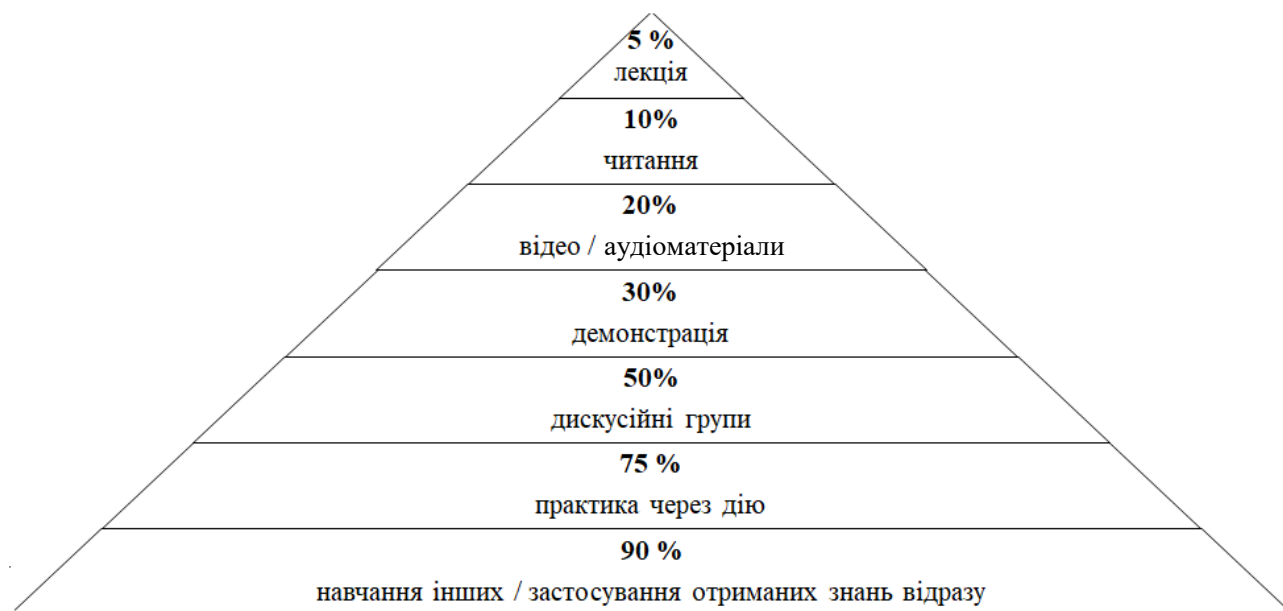 5 %
лекція
10%
читання
20%
відео / аудіоматеріали
30%
демонстрація
50%
дискусійні групи
75 %
практика через дію
90 %
навчання інших / застосування отриманих знань відразу